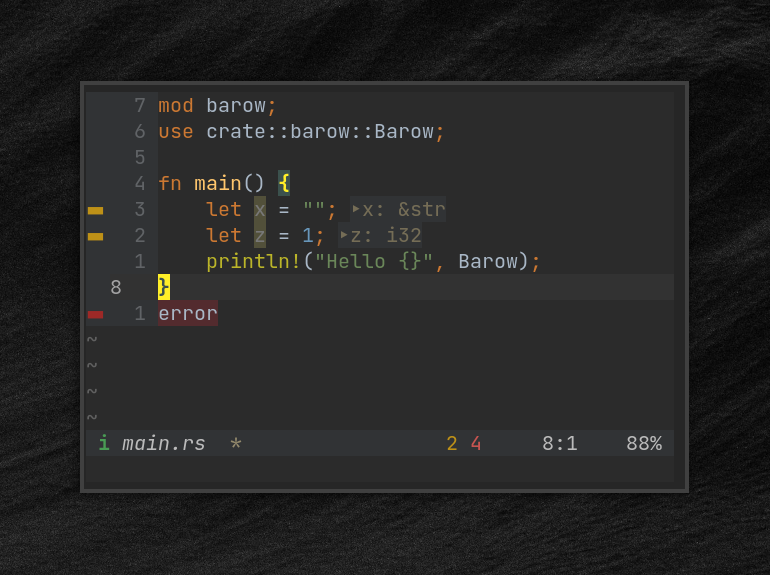 7 mod barow;
6 use crate::barow::Barow;
5
4 fn main() {
3     let x = ""; ▸x: &str
2     let z = 1; ▸z: i32
1     println!("Hello {}", Barow);
8 }
1 error
~
~
~
~
i main.rs * 2 4 8:1 88%